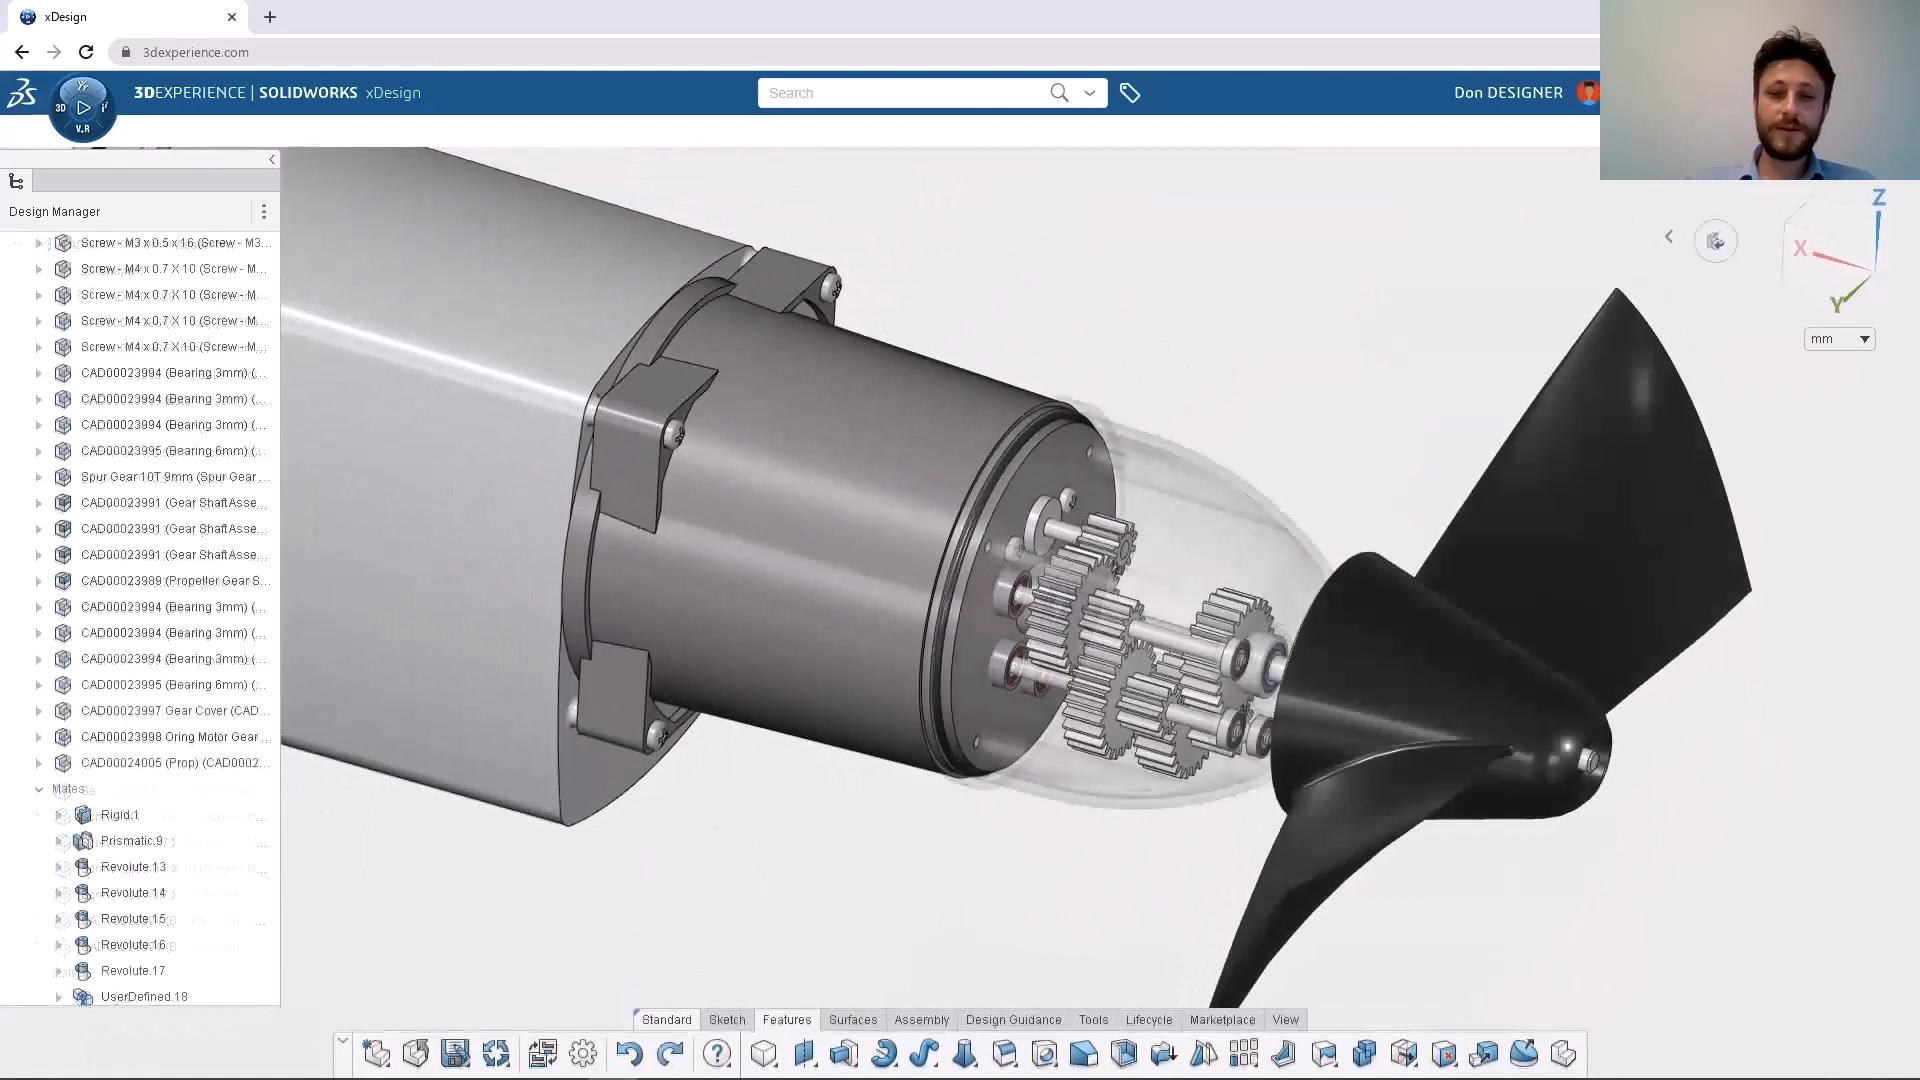 xDesign
3dexperience.com
3DEXPERIENCE | SOLIDWORKS xDesign
Search
Don DESIGNER
3D
V.R
Design Manager
Screw - M3 x 0.5 x 16 (Screw - M3...
Screw - M4 x 0.7 X 10 (Screw - M...
Screw - M4 x 0.7 X 10 (Screw - M...
Screw - M4 x 0.7 X 10 (Screw - M...
Screw - M4 x 0.7 X 10 (Screw - M...
CAD00023994 (Bearing 3mm) (...
CAD00023994 (Bearing 3mm) (...
CAD00023994 (Bearing 3mm) (...
CAD00023995 (Bearing 6mm) (...
Spur Gear 10T 9mm (Spur Gear ...
CAD00023991 (Gear Shaft Asse...
CAD00023991 (Gear Shaft Asse...
CAD00023991 (Gear Shaft Asse...
CAD00023989 (Propeller Gear S...
CAD00023994 (Bearing 3mm) (...
CAD00023994 (Bearing 3mm) (...
CAD00023994 (Bearing 3mm) (...
CAD00023995 (Bearing 6mm) (...
CAD00023997 Gear Cover (CAD...
CAD00023998 Oring Motor Gear ...
CAD00024005 (Prop) (CAD0002...
Mates
Rigid.1
Prismatic.9
Revolute.13
Revolute.14
Revolute.15
Revolute.16
Revolute.17
UserDefined.18
Z
X
Y
mm
Standard Sketch Features Surfaces Assembly Design Guidance Tools Lifecycle Marketplace View